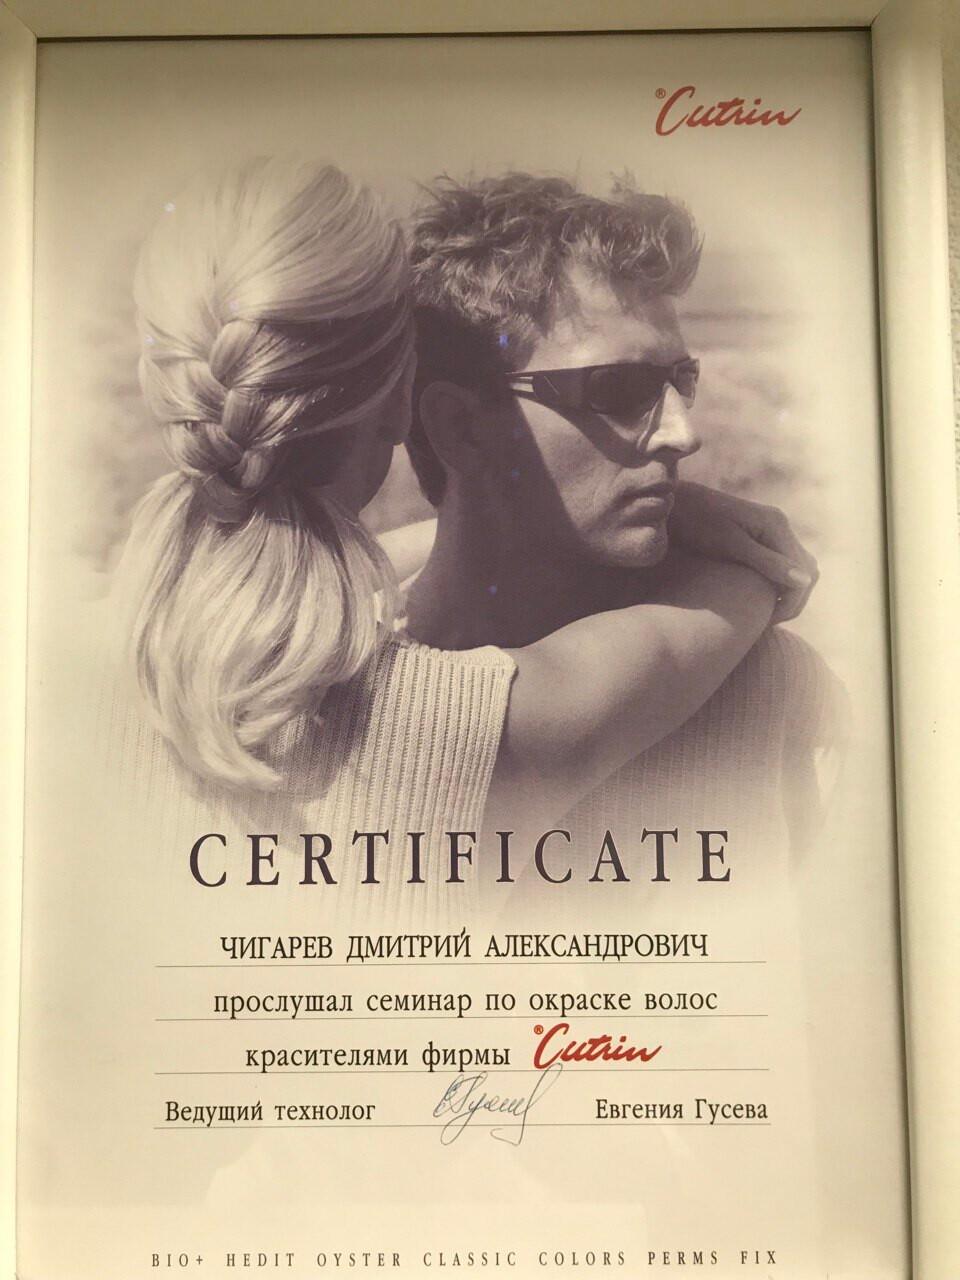 ®Cutrin
CERTIFICATE
ЧИГАРЕВ ДМИТРИЙ АЛЕКСАНДРОВИЧ
прослушал семинар по окраске волос
красителями фирмы ®Cutrin
Ведущий технолог Евгения Гусева
BIO+ HEDIT OYSTER CLASSIC COLORS PERMS FIX